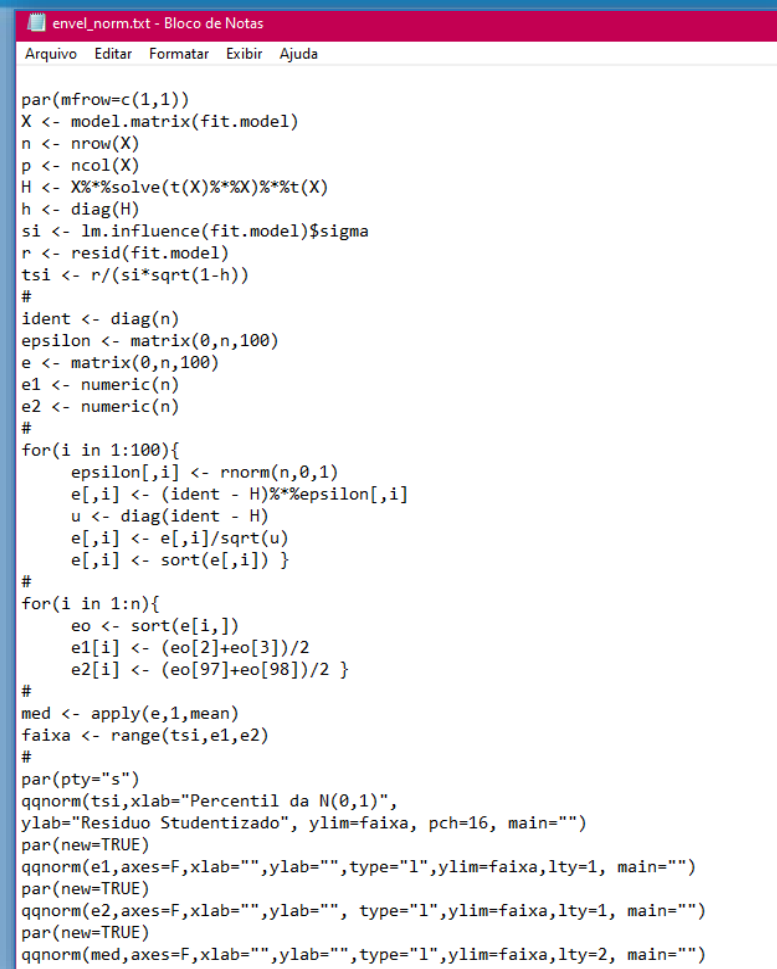 envel_norm.txt - Bloco de Notas
Arquivo Editar Formatar Exibir Ajuda
par(mfrow=c(1,1))
X <- model.matrix(fit.model)
n <- nrow(X)
p <- ncol(X)
H <- X%*%solve(t(X)%*%X)%*%t(X)
h <- diag(H)
si <- lm.influence(fit.model)$sigma
r <- resid(fit.model)
tsi <- r/(si*sqrt(1-h))
#
ident <- diag(n)
epsilon <- matrix(0,n,100)
e <- matrix(0,n,100)
e1 <- numeric(n)
e2 <- numeric(n)
#
for(i in 1:100){
     epsilon[,i] <- rnorm(n,0,1)
     e[,i] <- (ident - H)%*%epsilon[,i]
     u <- diag(ident - H)
     e[,i] <- e[,i]/sqrt(u)
     e[,i] <- sort(e[,i]) }
#
for(i in 1:n){
     eo <- sort(e[i,])
     e1[i] <- (eo[2]+eo[3])/2
     e2[i] <- (eo[97]+eo[98])/2 }
#
med <- apply(e,1,mean)
faixa <- range(tsi,e1,e2)
#
par(pty="s")
qqnorm(tsi,xlab="Percentil da N(0,1)",
ylab="Residuo Studentizado", ylim=faixa, pch=16, main="")
par(new=TRUE)
qqnorm(e1,axes=F,xlab="",ylab="",type="l",ylim=faixa,lty=1, main="")
par(new=TRUE)
qqnorm(e2,axes=F,xlab="",ylab="", type="l",ylim=faixa,lty=1, main="")
par(new=TRUE)
qqnorm(med,axes=F,xlab="",ylab="",type="l",ylim=faixa,lty=2, main="")